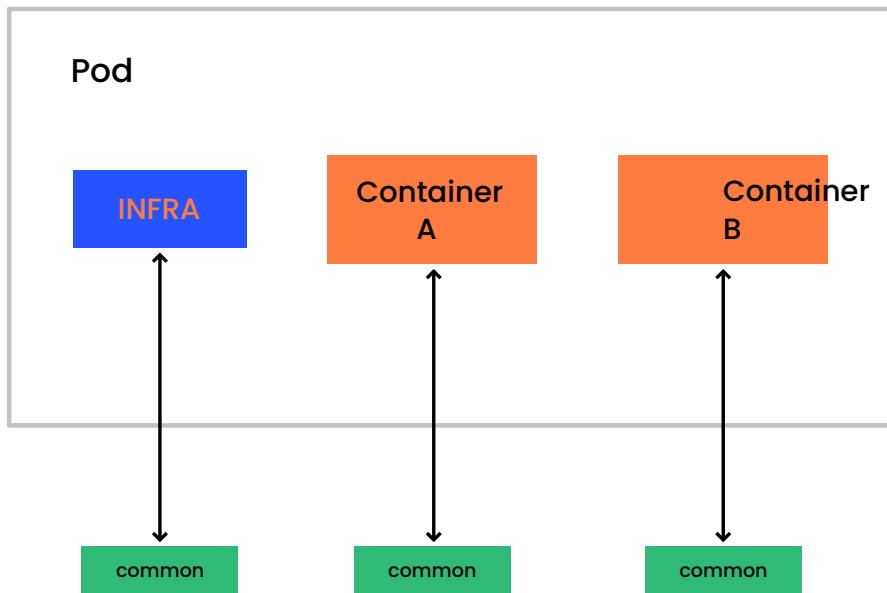 Pod
INFRA
Container
A
Container
B
common
common
common